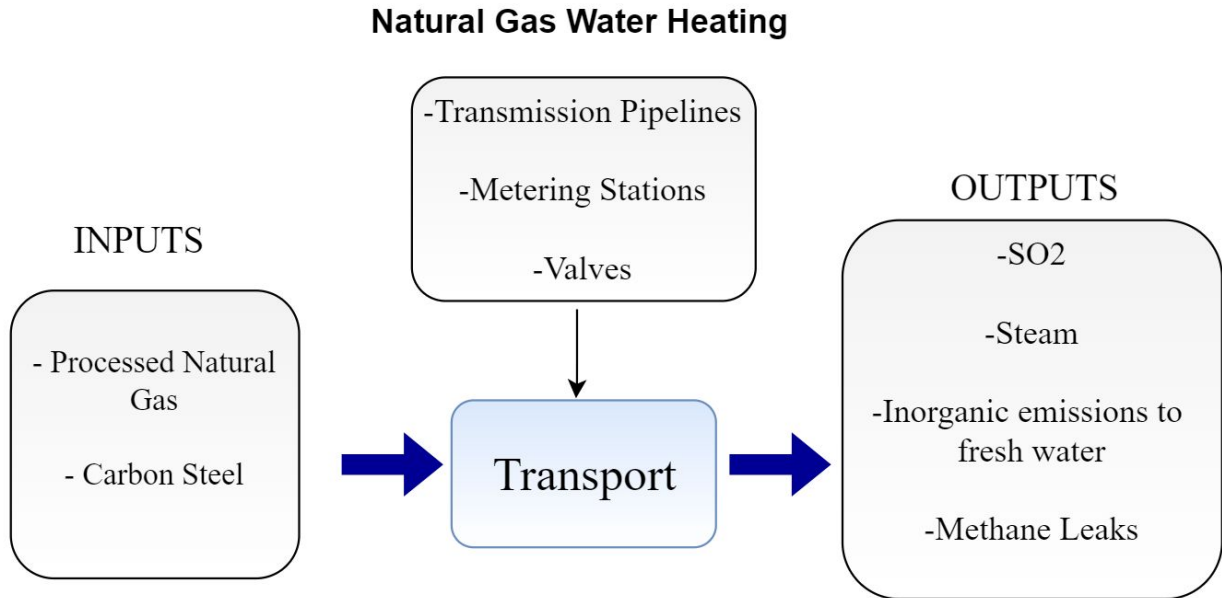 Natural Gas Water Heating
-Transmission Pipelines
-Metering Stations
-Valves
INPUTS
- Processed Natural
Gas
- Carbon Steel
Transport
OUTPUTS
-SO2
-Steam
-Inorganic emissions to
fresh water
-Methane Leaks